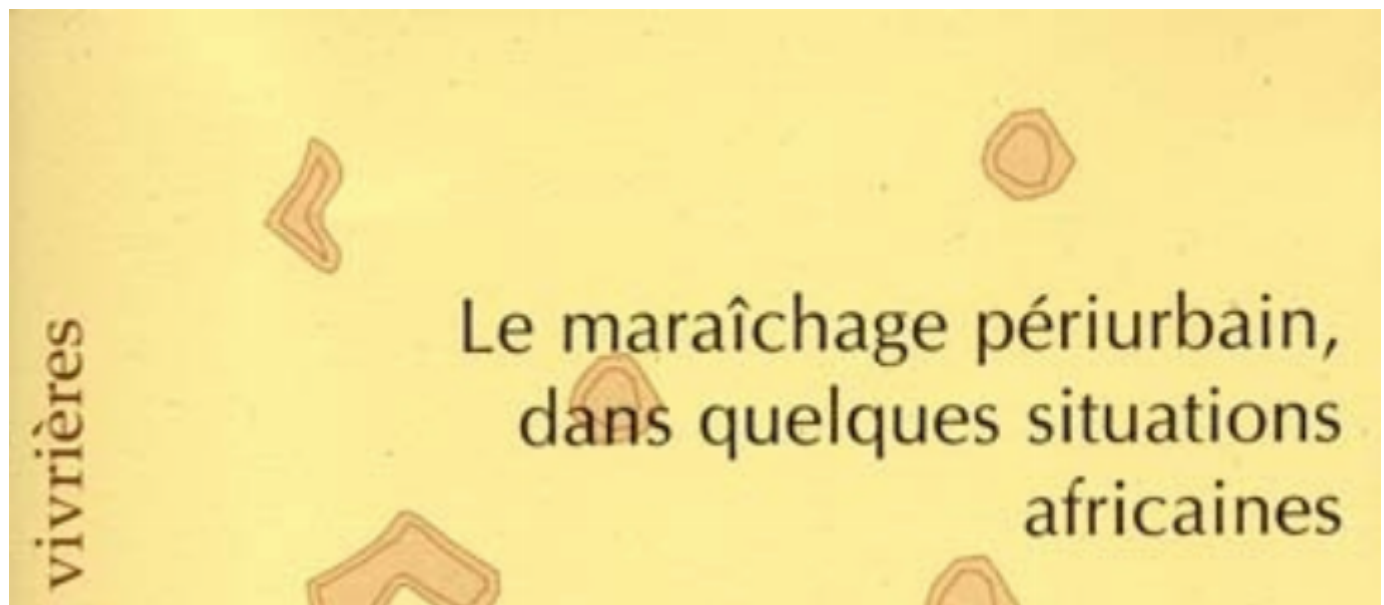 Le maraîchage périurbain,
dans quelques situations
africaines
vivrières